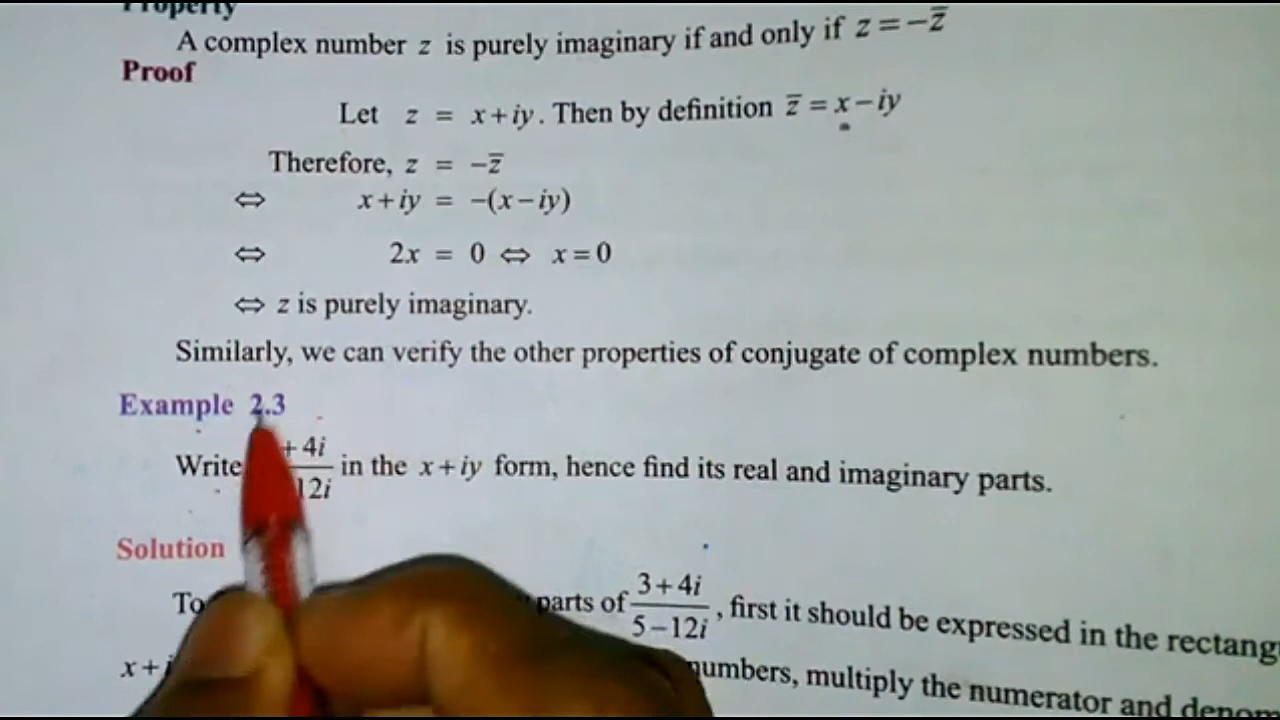 Property
A complex number z is purely imaginary if and only if z = −z̅
Proof
Let z = x + iy. Then by definition z̅ = x − iy
Therefore, z = −z̅
⇔ x + iy = −(x − iy)
⇔ 2x = 0 ⇔ x = 0
⇔ z is purely imaginary.
Similarly, we can verify the other properties of conjugate of complex numbers.
Example 2.3
Write + 4i / 12i in the x + iy form, hence find its real and imaginary parts.
Solution
To parts of (3 + 4i)/(5 − 12i), first it should be expressed in the
x + numbers, multiply the numerator and